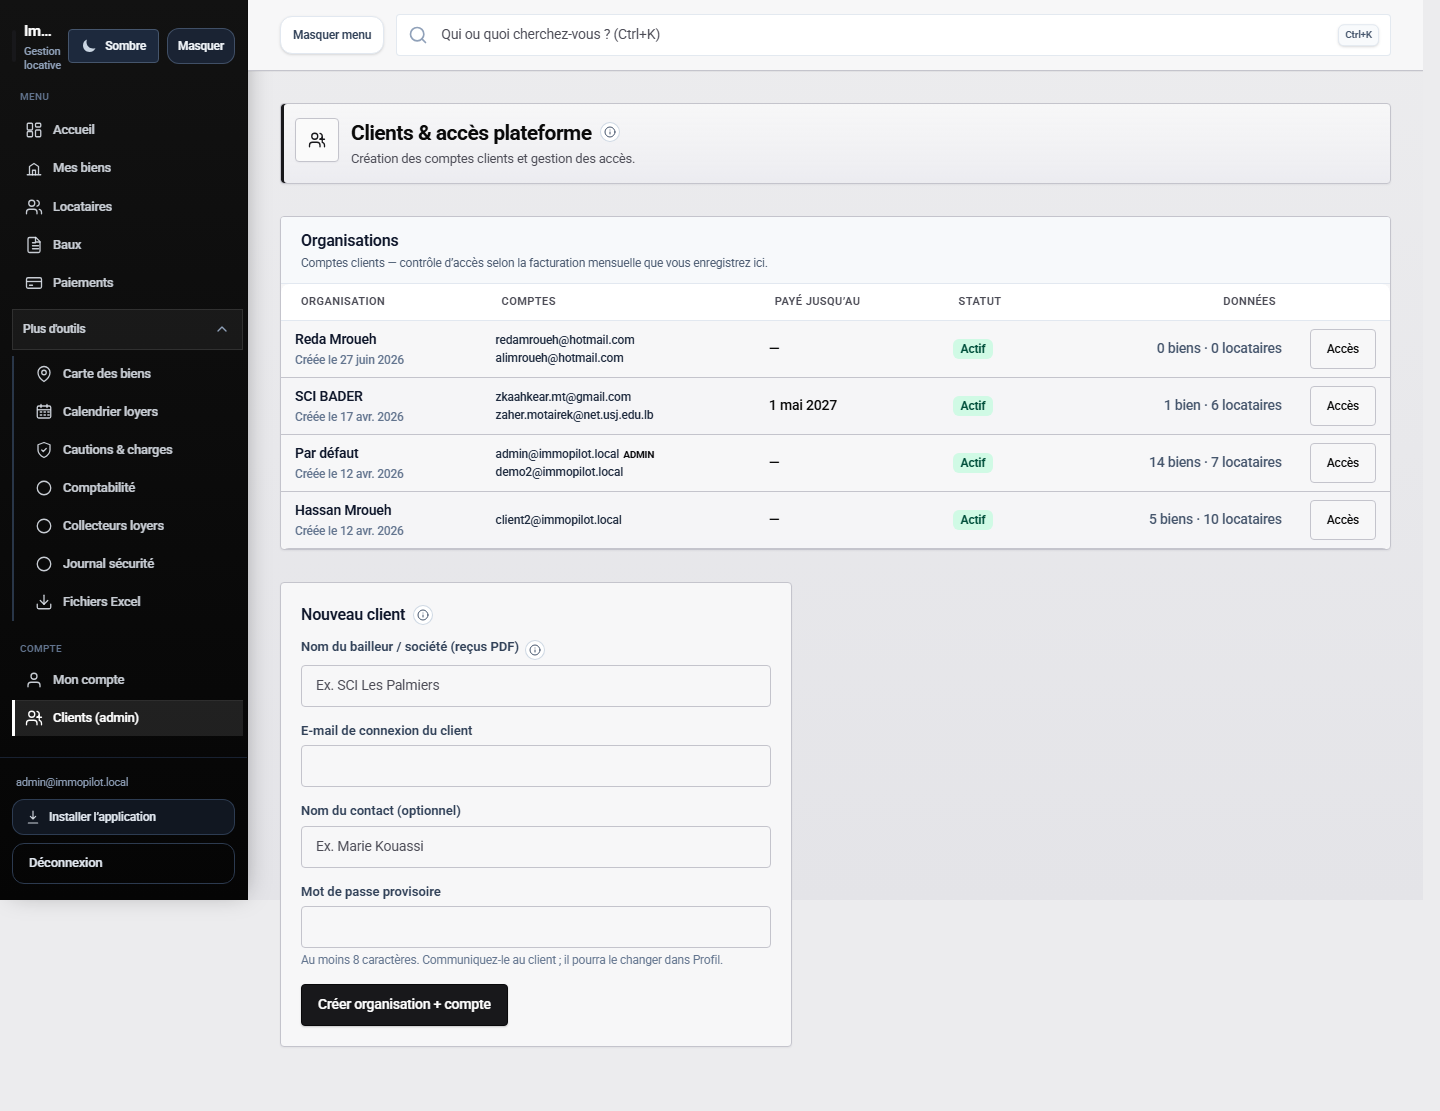 Im...
Gestion
locative
Sombre
Masquer
MENU
Accueil
Mes biens
Locataires
Baux
Paiements
Plus d'outils
Carte des biens
Calendrier loyers
Cautions & charges
Comptabilité
Collecteurs loyers
Journal sécurité
Fichiers Excel
COMPTE
Mon compte
Clients (admin)
admin@immopilot.local
Installer l'application
Déconnexion
Masquer menu
Qui ou quoi cherchez-vous ? (Ctrl+K)
Ctrl+K
Clients & accès plateforme
Création des comptes clients et gestion des accès.
Organisations
Comptes clients — contrôle d'accès selon la facturation mensuelle que vous enregistrez ici.
ORGANISATION COMPTES PAYÉ JUSQU'AU STATUT DONNÉES
Reda Mroueh
Créée le 27 juin 2026
redamroueh@hotmail.com
alimroueh@hotmail.com
—
Actif
0 biens · 0 locataires
Accès
SCI BADER
Créée le 17 avr. 2026
zkaahkear.mt@gmail.com
zaher.motairek@net.usj.edu.lb
1 mai 2027
Actif
1 bien · 6 locataires
Accès
Par défaut
Créée le 12 avr. 2026
admin@immopilot.local ADMIN
demo2@immopilot.local
—
Actif
14 biens · 7 locataires
Accès
Hassan Mroueh
Créée le 12 avr. 2026
client2@immopilot.local
—
Actif
5 biens · 10 locataires
Accès
Nouveau client
Nom du bailleur / société (reçus PDF)
Ex. SCI Les Palmiers
E-mail de connexion du client
Nom du contact (optionnel)
Ex. Marie Kouassi
Mot de passe provisoire
Au moins 8 caractères. Communiquez-le au client ; il pourra le changer dans Profil.
Créer organisation + compte